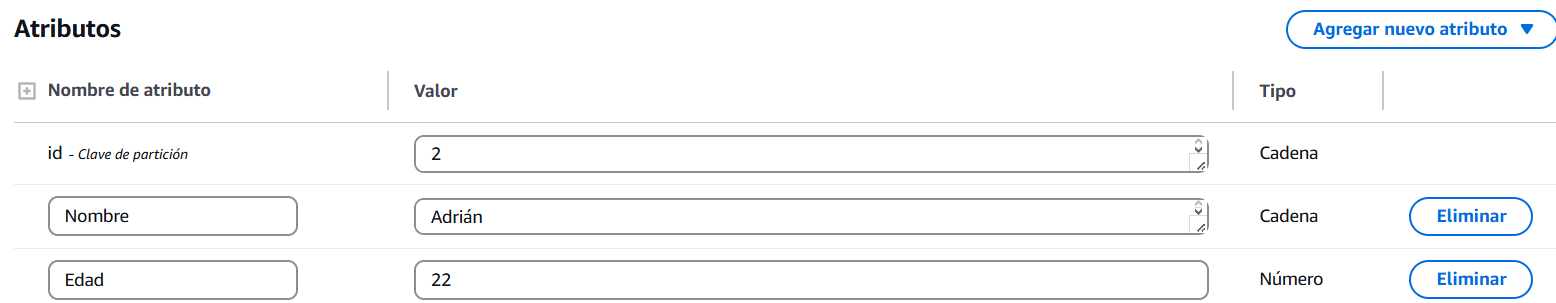 Atributos
Agregar nuevo atributo
Nombre de atributo Valor Tipo
id - Clave de partición 2 Cadena
Nombre Adrián Cadena Eliminar
Edad 22 Número Eliminar